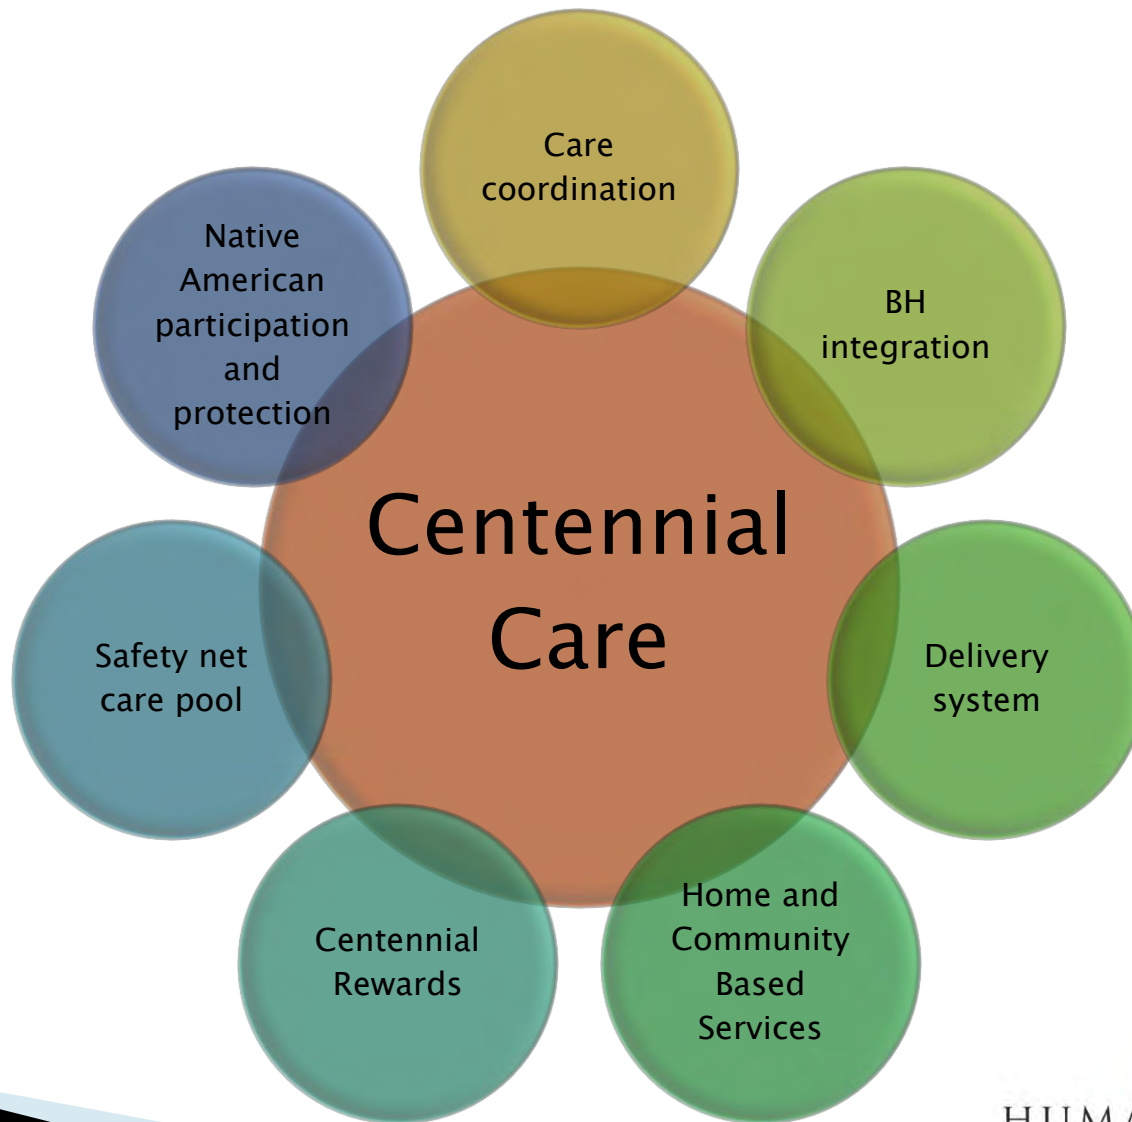 Care
coordination
Native
American
participation
and
protection
BH
integration
Centennial
Care
Safety net
care pool
Delivery
system
Centennial
Rewards
Home and
Community
Based
Services